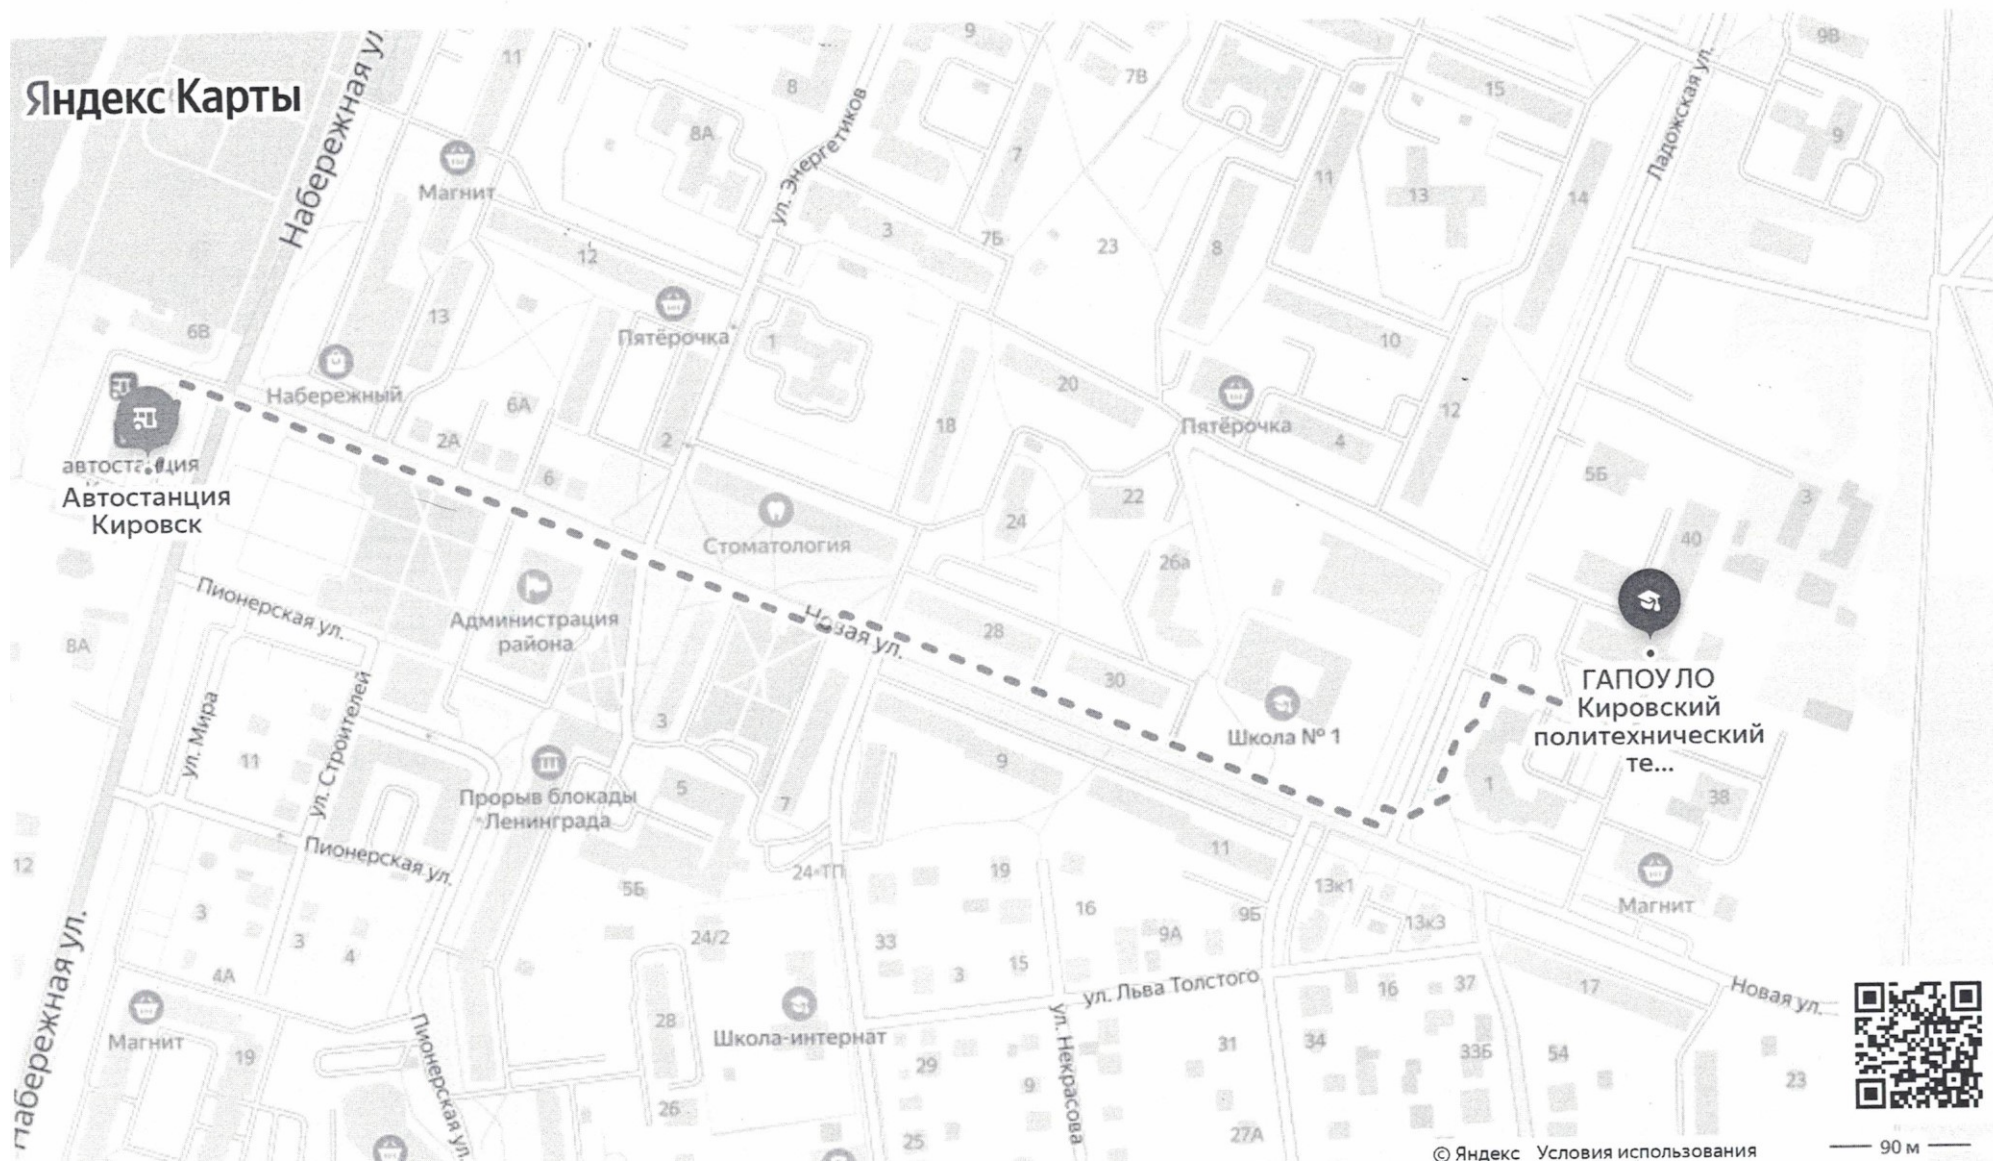 Яндекс Карты
11
9
9В
8
7В
15
Набережная ул.
ул. Энергетиков
Ладожская ул.
8А
9
7
Магнит
11
13
14
12
3
7Б
23
8
6В
13
Пятёрочка
1
10
Набережный
20
12
6А
Пятёрочка
18
2А
2
4
автостанция
Автостанция
Кировск
6
22
5Б
3
24
Стоматология
40
26а
Пионерская ул.
Администрация
района
Новая ул.
28
8А
30
ГАПОУ ЛО
Кировский
политехнический
те...
ул. Мира
ул. Строителей
3
Школа № 1
11
9
Прорыв блокады
Ленинграда
5
7
1
38
Пионерская ул.
11
12
24-ТП
19
13к1
5Б
Магнит
3
16
9Б
13к3
3
4
24/2
33
9А
15
3
4А
ул. Льва Толстого
16
37
17
Новая ул.
Набережная ул.
Магнит
19
28
Школа-интернат
Пионерская ул.
ул. Некрасова
31
34
33Б
54
29
9
23
26
25
27А
© Яндекс Условия использования
90 м